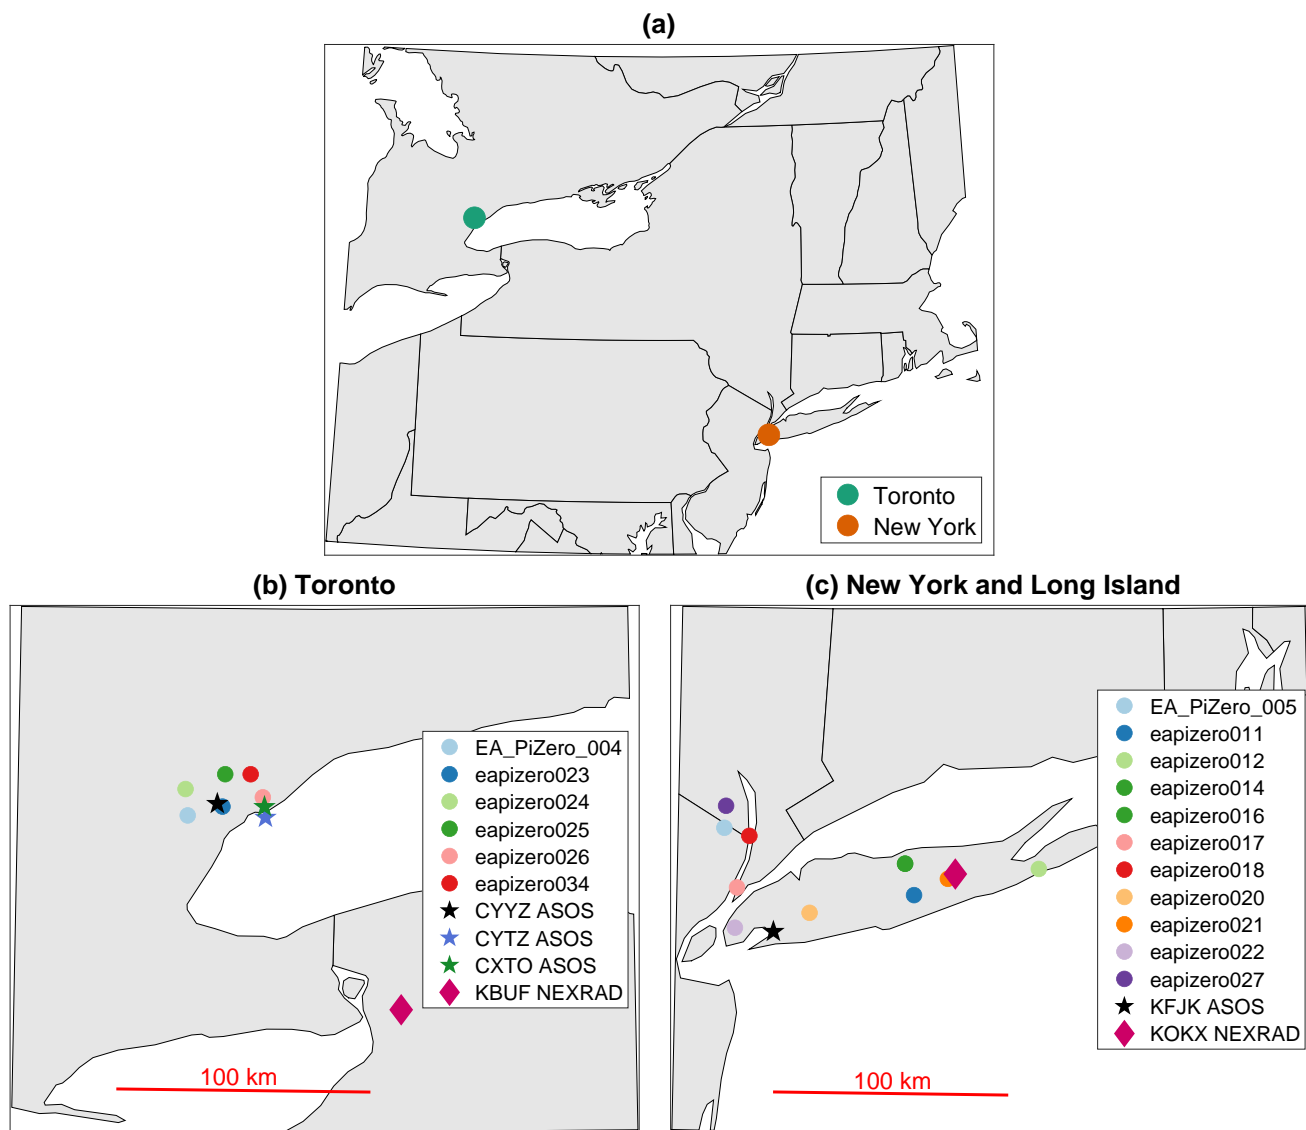 (a)
Toronto
New York
(b) Toronto
EA_PiZero_004
eapizero023
eapizero024
eapizero025
eapizero026
eapizero034
CYYZ ASOS
CYTZ ASOS
CXTO ASOS
KBUF NEXRAD
100 km
(c) New York and Long Island
EA_PiZero_005
eapizero011
eapizero012
eapizero014
eapizero016
eapizero017
eapizero018
eapizero020
eapizero021
eapizero022
eapizero027
KFJK ASOS
KOKX NEXRAD
100 km